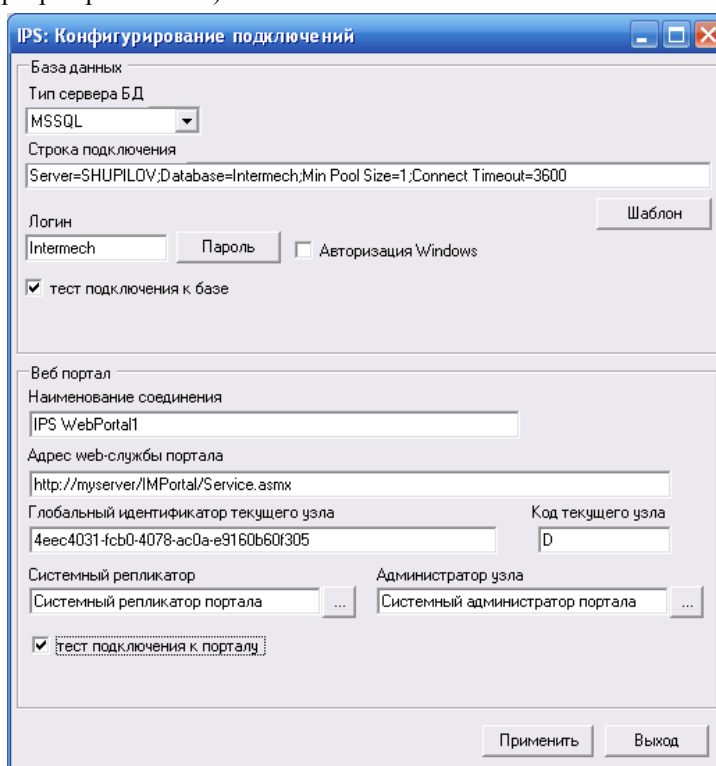 IPS: Конфигурирование подключений
База данных
Тип сервера БД
MSSQL
Строка подключения
Server=SHUPILOV;Database=Intermech;Min Pool Size=1;Connect Timeout=3600
Шаблон
Логин
Intermech
Пароль
Авторизация Windows
тест подключения к базе
Веб портал
Наименование соединения
IPS WebPortal1
Адрес web-службы портала
http://myserver/IMPortal/Service.asmx
Глобальный идентификатор текущего узла
Код текущего узла
4eec4031-fcb0-4078-ac0a-e9160b60f305
D
Системный репликатор
Администратор узла
Системный репликатор портала
...
Системный администратор портала
...
тест подключения к порталу
Применить
Выход